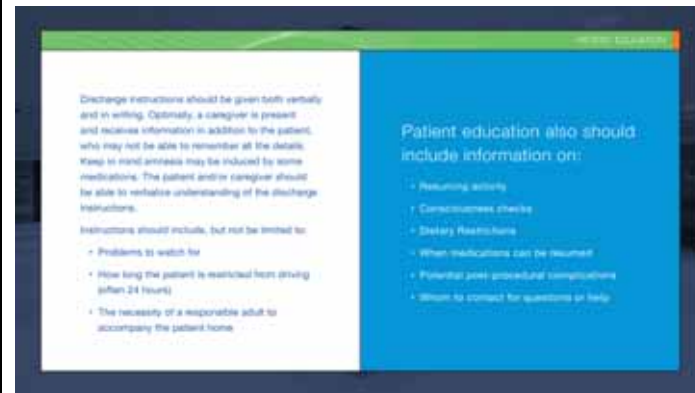 PATIENT EDUCATION
Discharge instructions should be given both verbally
and in writing. Optimally, a caregiver is present
and receives information in addition to the patient,
who may not be able to remember all the details.
Keep in mind amnesia may be induced by some
medications. The patient and/or caregiver should
be able to verbalize understanding of the discharge
instructions.
Instructions should include, but not be limited to:
• Problems to watch for
• How long the patient is restricted from driving
(often 24 hours)
• The necessity of a responsible adult to
accompany the patient home
Patient education also should
include information on:
• Resuming activity
• Consciousness checks
• Dietary Restrictions
• When medications can be resumed
• Potential post-procedural complications
• Whom to contact for questions or help